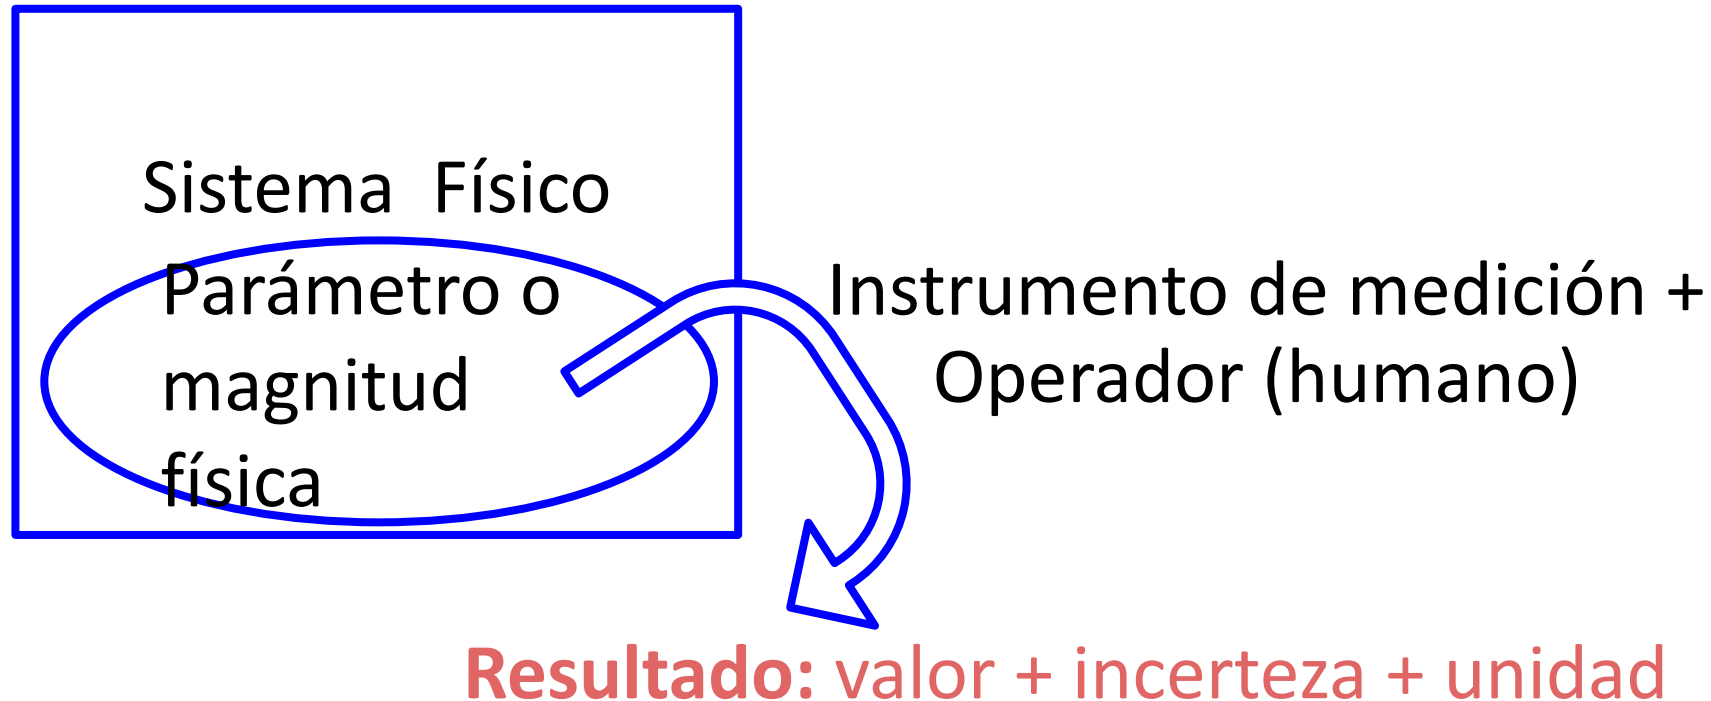 Sistema Físico
Parámetro o
magnitud
física
Instrumento de medición +
Operador (humano)
Resultado: valor + incerteza + unidad